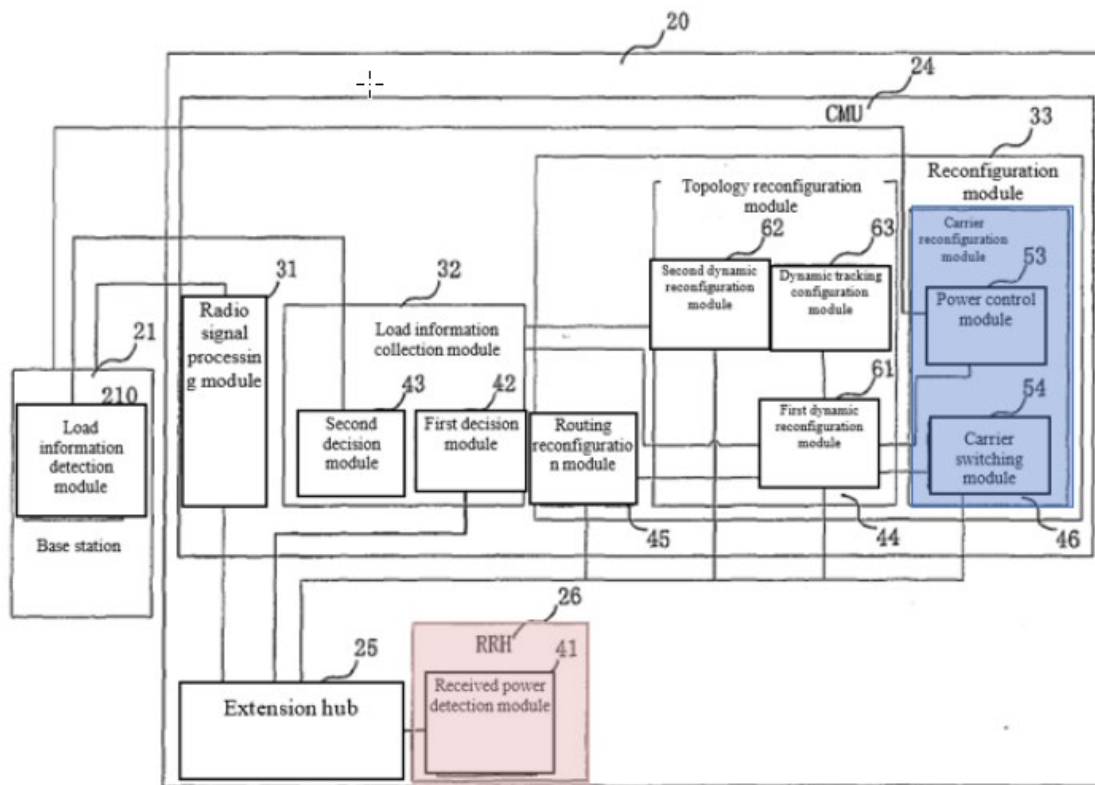 20
24
CMU
33
Reconfiguration
module
Topology reconfiguration
module
Carrier
reconfiguration
module
62
63
53
Second dynamic
reconfiguration
module
Dynamic tracking
configuration
module
Power control
module
31
32
Radio
signal
processin
g module
Load information
collection module
21
210
Load
information
detection
module
Base station
43
42
61
54
Second
decision
module
First decision
module
Routing
reconfiguratio
n module
First dynamic
reconfiguration
module
Carrier
switching
module
45
44
46
26
RRH
25
41
Extension hub
Received power
detection module